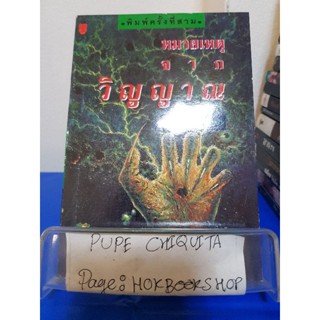 พิมพ์ครั้งที่สาม
หมายเหตุ
จาก
วิญญาณ
PUPE CHIQUITA
Page: HOKBOOKSHOP